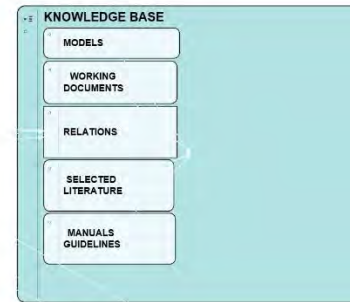 KNOWLEDGE BASE
MODELS
WORKING
DOCUMENTS
RELATIONS
SELECTED
LITERATURE
MANUALS
GUIDELINES